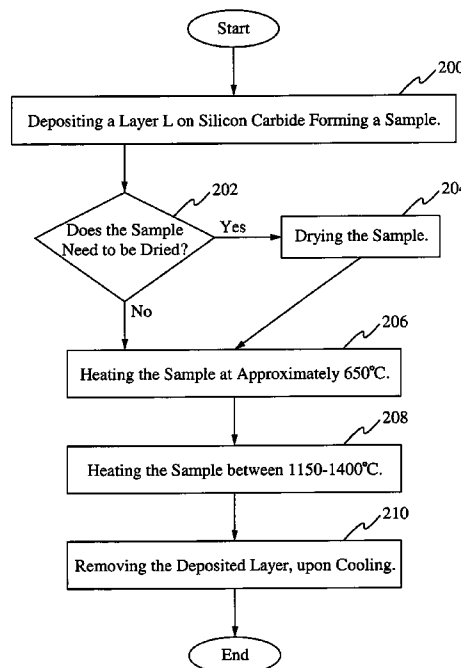 Start
200
Depositing a Layer L on Silicon Carbide Forming a Sample.
202
204
Does the Sample
Need to be Dried?
Yes
Drying the Sample.
No
206
Heating the Sample at Approximately 650°C.
208
Heating the Sample between 1150-1400°C.
210
Removing the Deposited Layer, upon Cooling.
End